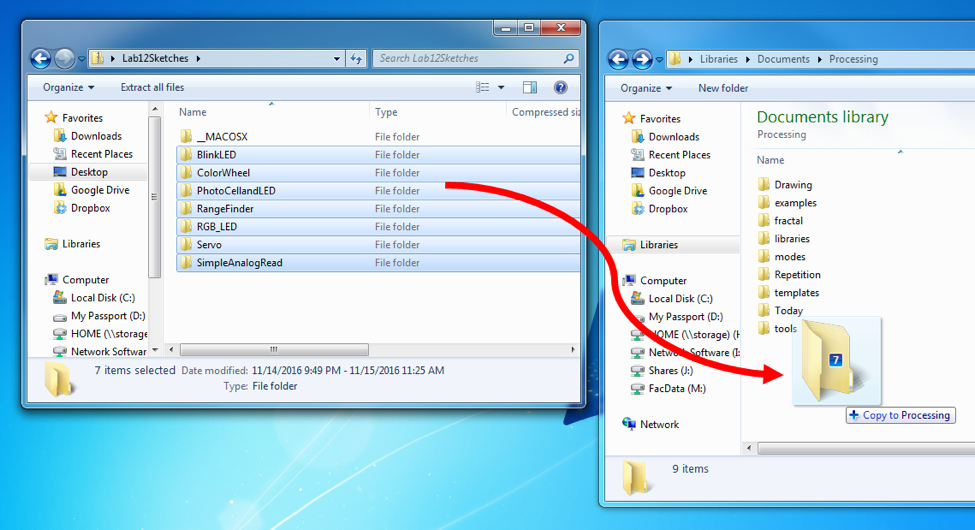 Lab12Sketches
Search Lab12Sketches
Organize
Extract all files
Favorites
Downloads
Recent Places
Desktop
Google Drive
Dropbox
Libraries
Computer
Local Disk (C:)
My Passport (D:)
HOME (\\storage
Network Softwar
Name Type Compressed siz
__MACOSX File folder
BlinkLED File folder
ColorWheel File folder
PhotoCellandLED File folder
RangeFinder File folder
RGB_LED File folder
Servo File folder
SimpleAnalogRead File folder
7 items selected Date modified: 11/14/2016 9:49 PM - 11/15/2016 11:25 AM
Type: File folder
Libraries Documents Processing
Organize
New folder
Favorites
Downloads
Recent Places
Desktop
Google Drive
Dropbox
Libraries
Computer
Local Disk (C:)
My Passport (D:)
HOME (\\storage) (H
Network Software (I:
Shares (J:)
FacData (M:)
Network
Documents library
Processing
Name
Drawing
examples
fractal
libraries
modes
Repetition
templates
Today
tools
7
Copy to Processing
9 items